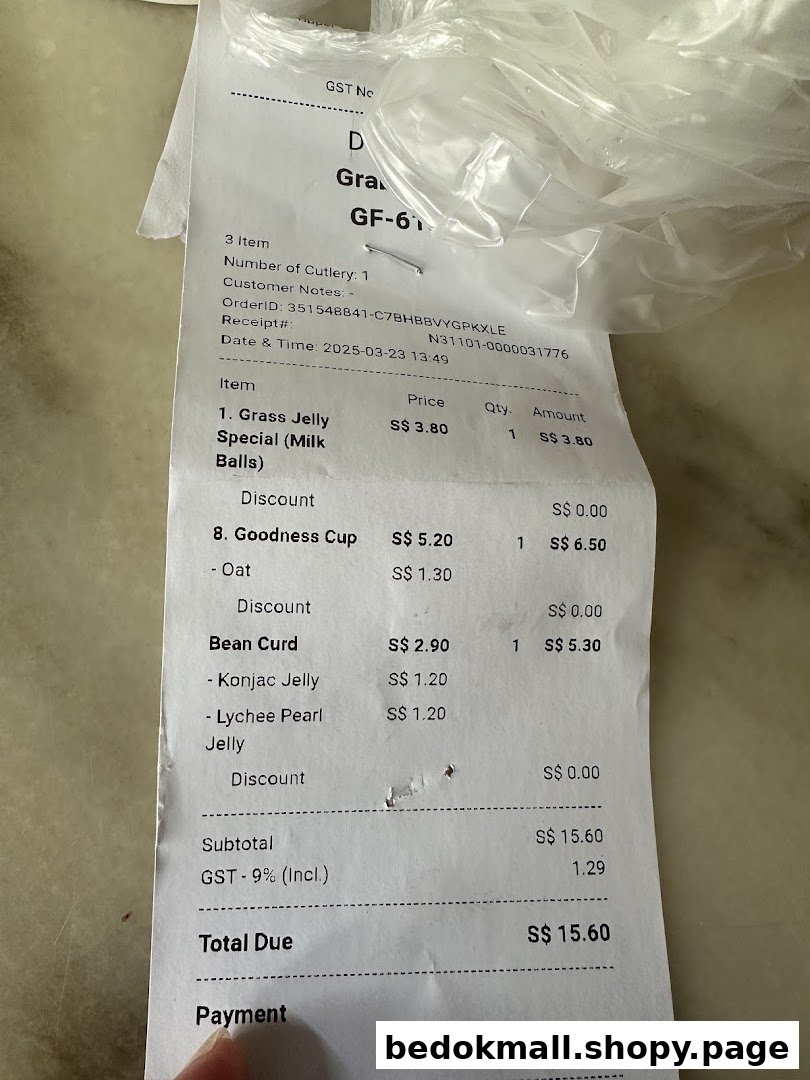 GST No
D
GF-61
3 Item
Number of Cutlery: 1
Customer Notes: -
OrderID: 351548841-C7BHBBVYGPKXLE
Receipt#: N31101-0000031776
Date & Time: 2025-03-23 13:49
Item Price Qty. Amount
1. Grass Jelly S$ 3.80 1 S$ 3.80
Special (Milk
Balls)
Discount S$ 0.00
8. Goodness Cup S$ 5.20 1 S$ 6.50
- Oat S$ 1.30
Discount S$ 0.00
Bean Curd S$ 2.90 1 S$ 5.30
- Konjac Jelly S$ 1.20
- Lychee Pearl S$ 1.20
Jelly
Discount S$ 0.00
Subtotal S$ 15.60
GST - 9% (Incl.) 1.29
Total Due S$ 15.60
Payment
bedokmall.shopy.page